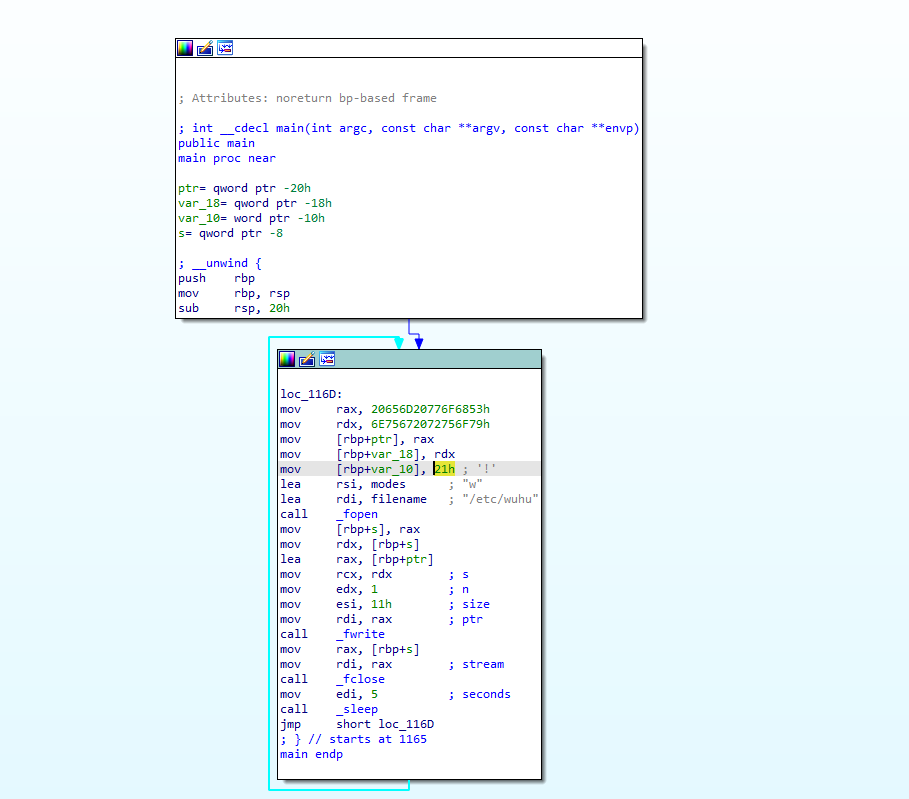 ; Attributes: noreturn bp-based frame
; int __cdecl main(int argc, const char **argv, const char **envp)
public main
main proc near
ptr= qword ptr -20h
var_18= qword ptr -18h
var_10= word ptr -10h
s= qword ptr -8
; __unwind {
push rbp
mov rbp, rsp
sub rsp, 20h
loc_116D:
mov rax, 20656D20776F6853h
mov rdx, 6E75672072756F79h
mov [rbp+ptr], rax
mov [rbp+var_18], rdx
mov [rbp+var_10], 21h ; '!'
lea rsi, modes ; "w"
lea rdi, filename ; "/etc/wuhu"
call _fopen
mov [rbp+s], rax
mov rdx, [rbp+s]
lea rax, [rbp+ptr]
mov rcx, rdx ; s
mov edx, 1 ; n
mov esi, 11h ; size
mov rdi, rax ; ptr
call _fwrite
mov rax, [rbp+s]
mov rdi, rax ; stream
call _fclose
mov edi, 5 ; seconds
call _sleep
jmp short loc_116D
; } // starts at 1165
main endp